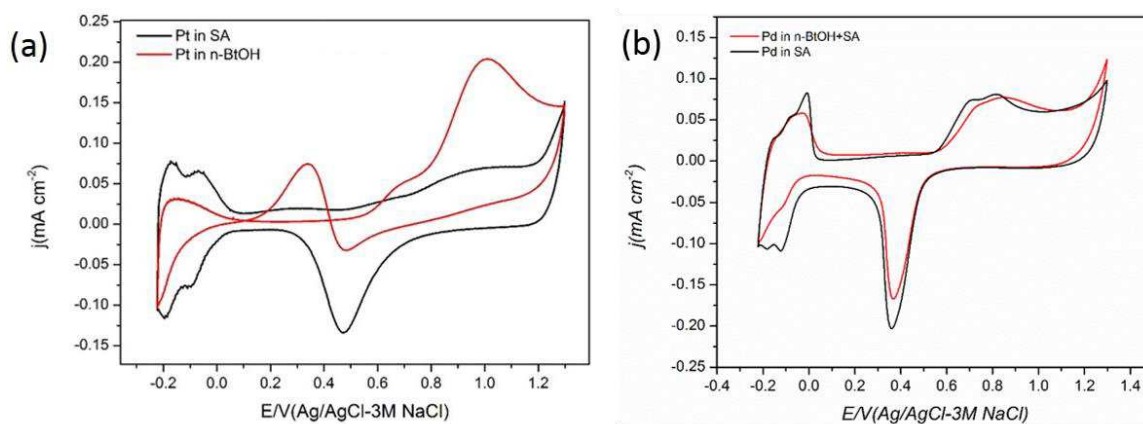 (a)
Pt in SA
Pt in n-BtOH
0.25
0.20
0.15
0.10
0.05
0.00
-0.05
-0.10
-0.15
j(mA cm-2)
-0.2 0.0 0.2 0.4 0.6 0.8 1.0 1.2
E/V(Ag/AgCl-3M NaCl)
(b)
Pd in n-BtOH+SA
Pd in SA
0.15
0.10
0.05
0.00
-0.05
-0.10
-0.15
-0.20
-0.25
j(mA cm-2)
-0.4 -0.2 0.0 0.2 0.4 0.6 0.8 1.0 1.2 1.4
E/V(Ag/AgCl-3M NaCl)